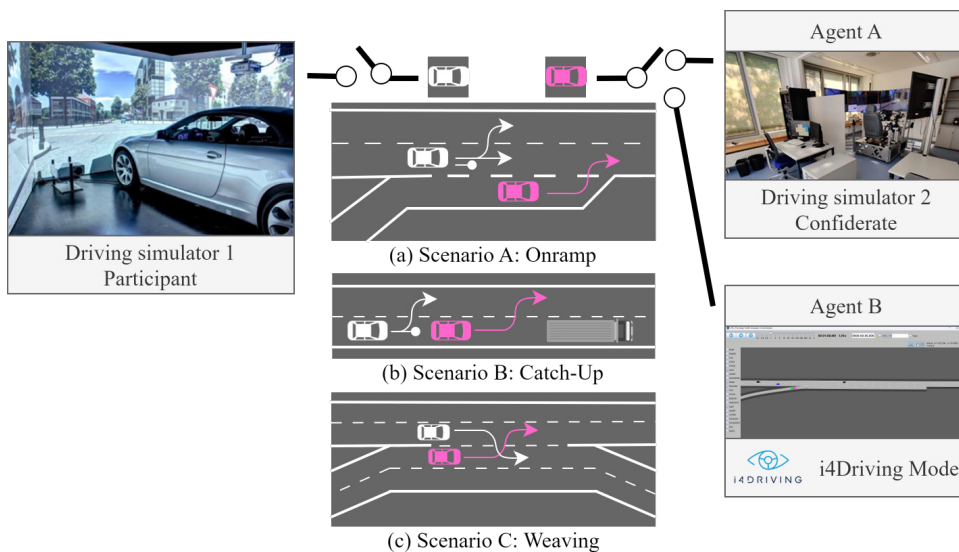 Driving simulator 1
Participant
(a) Scenario A: Onramp
(b) Scenario B: Catch-Up
(c) Scenario C: Weaving
Agent A
Driving simulator 2
Confiderate
Agent B
i4DRIVING
i4Driving Mode